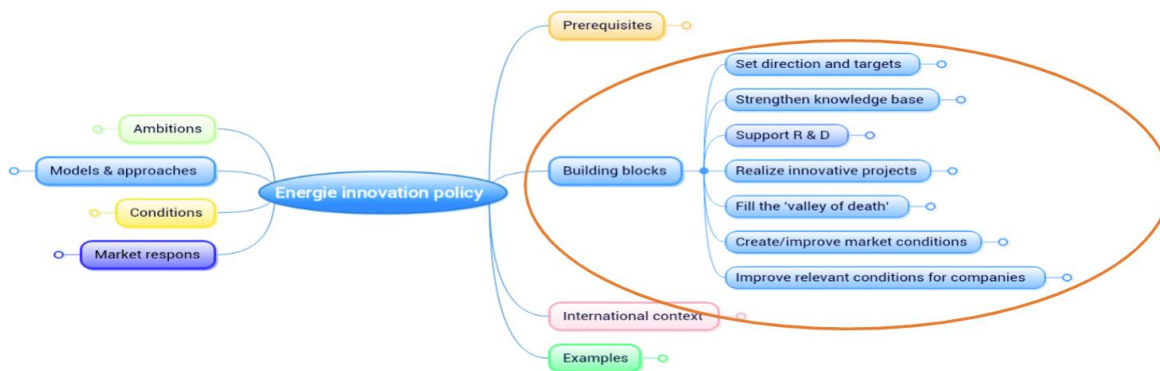 Energie innovation policy
Ambitions
Models & approaches
Conditions
Market respons
Prerequisites
Building blocks
Set direction and targets
Strengthen knowledge base
Support R & D
Realize innovative projects
Fill the 'valley of death'
Create/improve market conditions
Improve relevant conditions for companies
International context
Examples